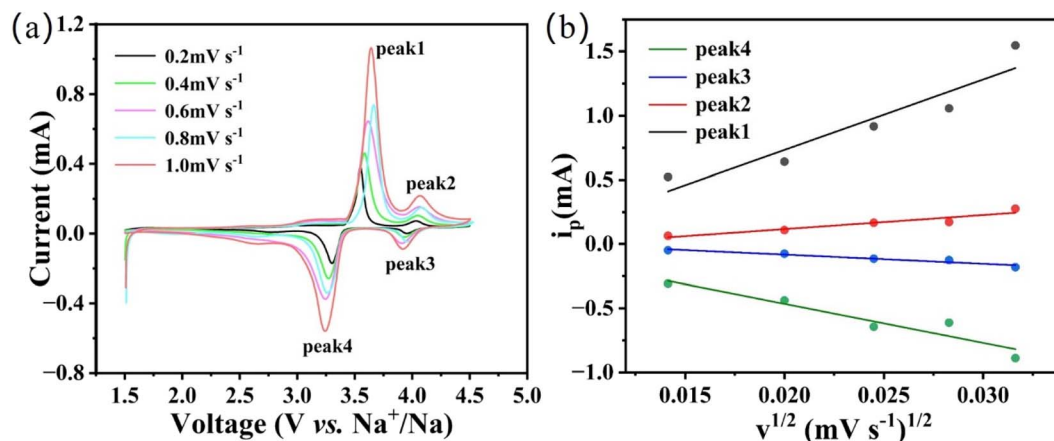 (a)
0.2mV s⁻¹
0.4mV s⁻¹
0.6mV s⁻¹
0.8mV s⁻¹
1.0mV s⁻¹
peak1
peak2
peak3
peak4
1.2
0.8
0.4
0.0
−0.4
−0.8
Current (mA)
1.5
2.0
2.5
3.0
3.5
4.0
4.5
5.0
Voltage (V vs. Na⁺/Na)
(b)
peak4
peak3
peak2
peak1
1.5
1.0
0.5
0.0
−0.5
−1.0
iₚ(mA)
0.015
0.020
0.025
0.030
v¹ᐟ² (mV s⁻¹)¹ᐟ²